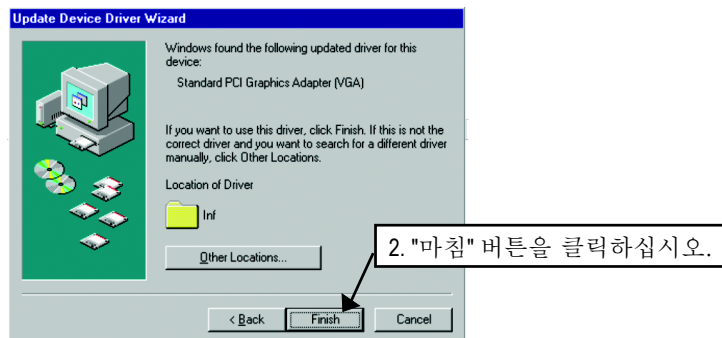 Update Device Driver Wizard
Windows found the following updated driver for this
device:
Standard PCI Graphics Adapter (VGA)
If you want to use this driver, click Finish. If this is not the
correct driver and you want to search for a different driver
manually, click Other Locations.
Location of Driver
Inf
Other Locations...
2. "마침" 버튼을 클릭하십시오.
< Back
Finish
Cancel